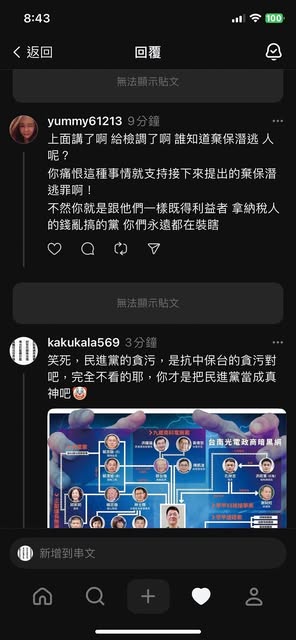 8:43
100
返回
回覆
無法顯示貼文
yummy61213 9分鐘
上面講了啊 給檢調了啊 誰知道棄保潛逃 人
呢？
你痛恨這種事情就支持接下來提出的棄保潛
逃罪啊！
不然你就是跟他們一樣既得利益者 拿納稅人
的錢亂搞的黨 你們永遠都在裝瞎
無法顯示貼文
kakukala569 3分鐘
笑死，民進黨的貪污，是抗中保台的貪污對
吧，完全不看的耶，你才是把民進黨當成真
神吧🤡
台南光電政商暗黑網
新增到串文